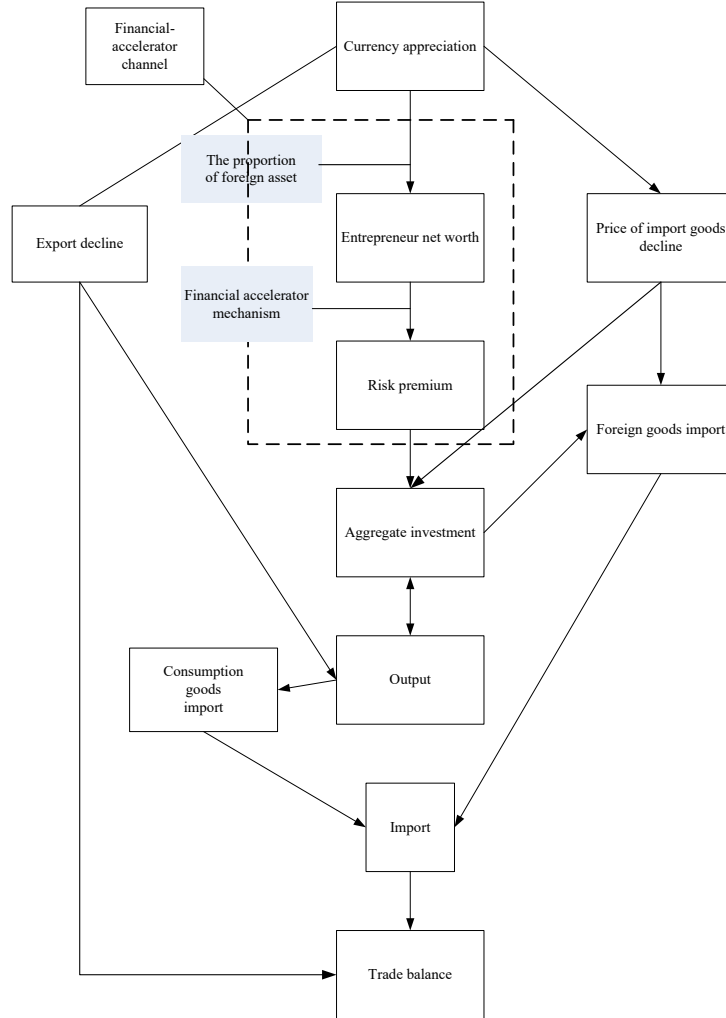 Financial-
accelerator
channel
Currency appreciation
The proportion
of foreign asset
Export decline
Entrepreneur net worth
Price of import goods
decline
Financial accelerator
mechanism
Risk premium
Foreign goods import
Aggregate investment
Consumption
goods
import
Output
Import
Trade balance